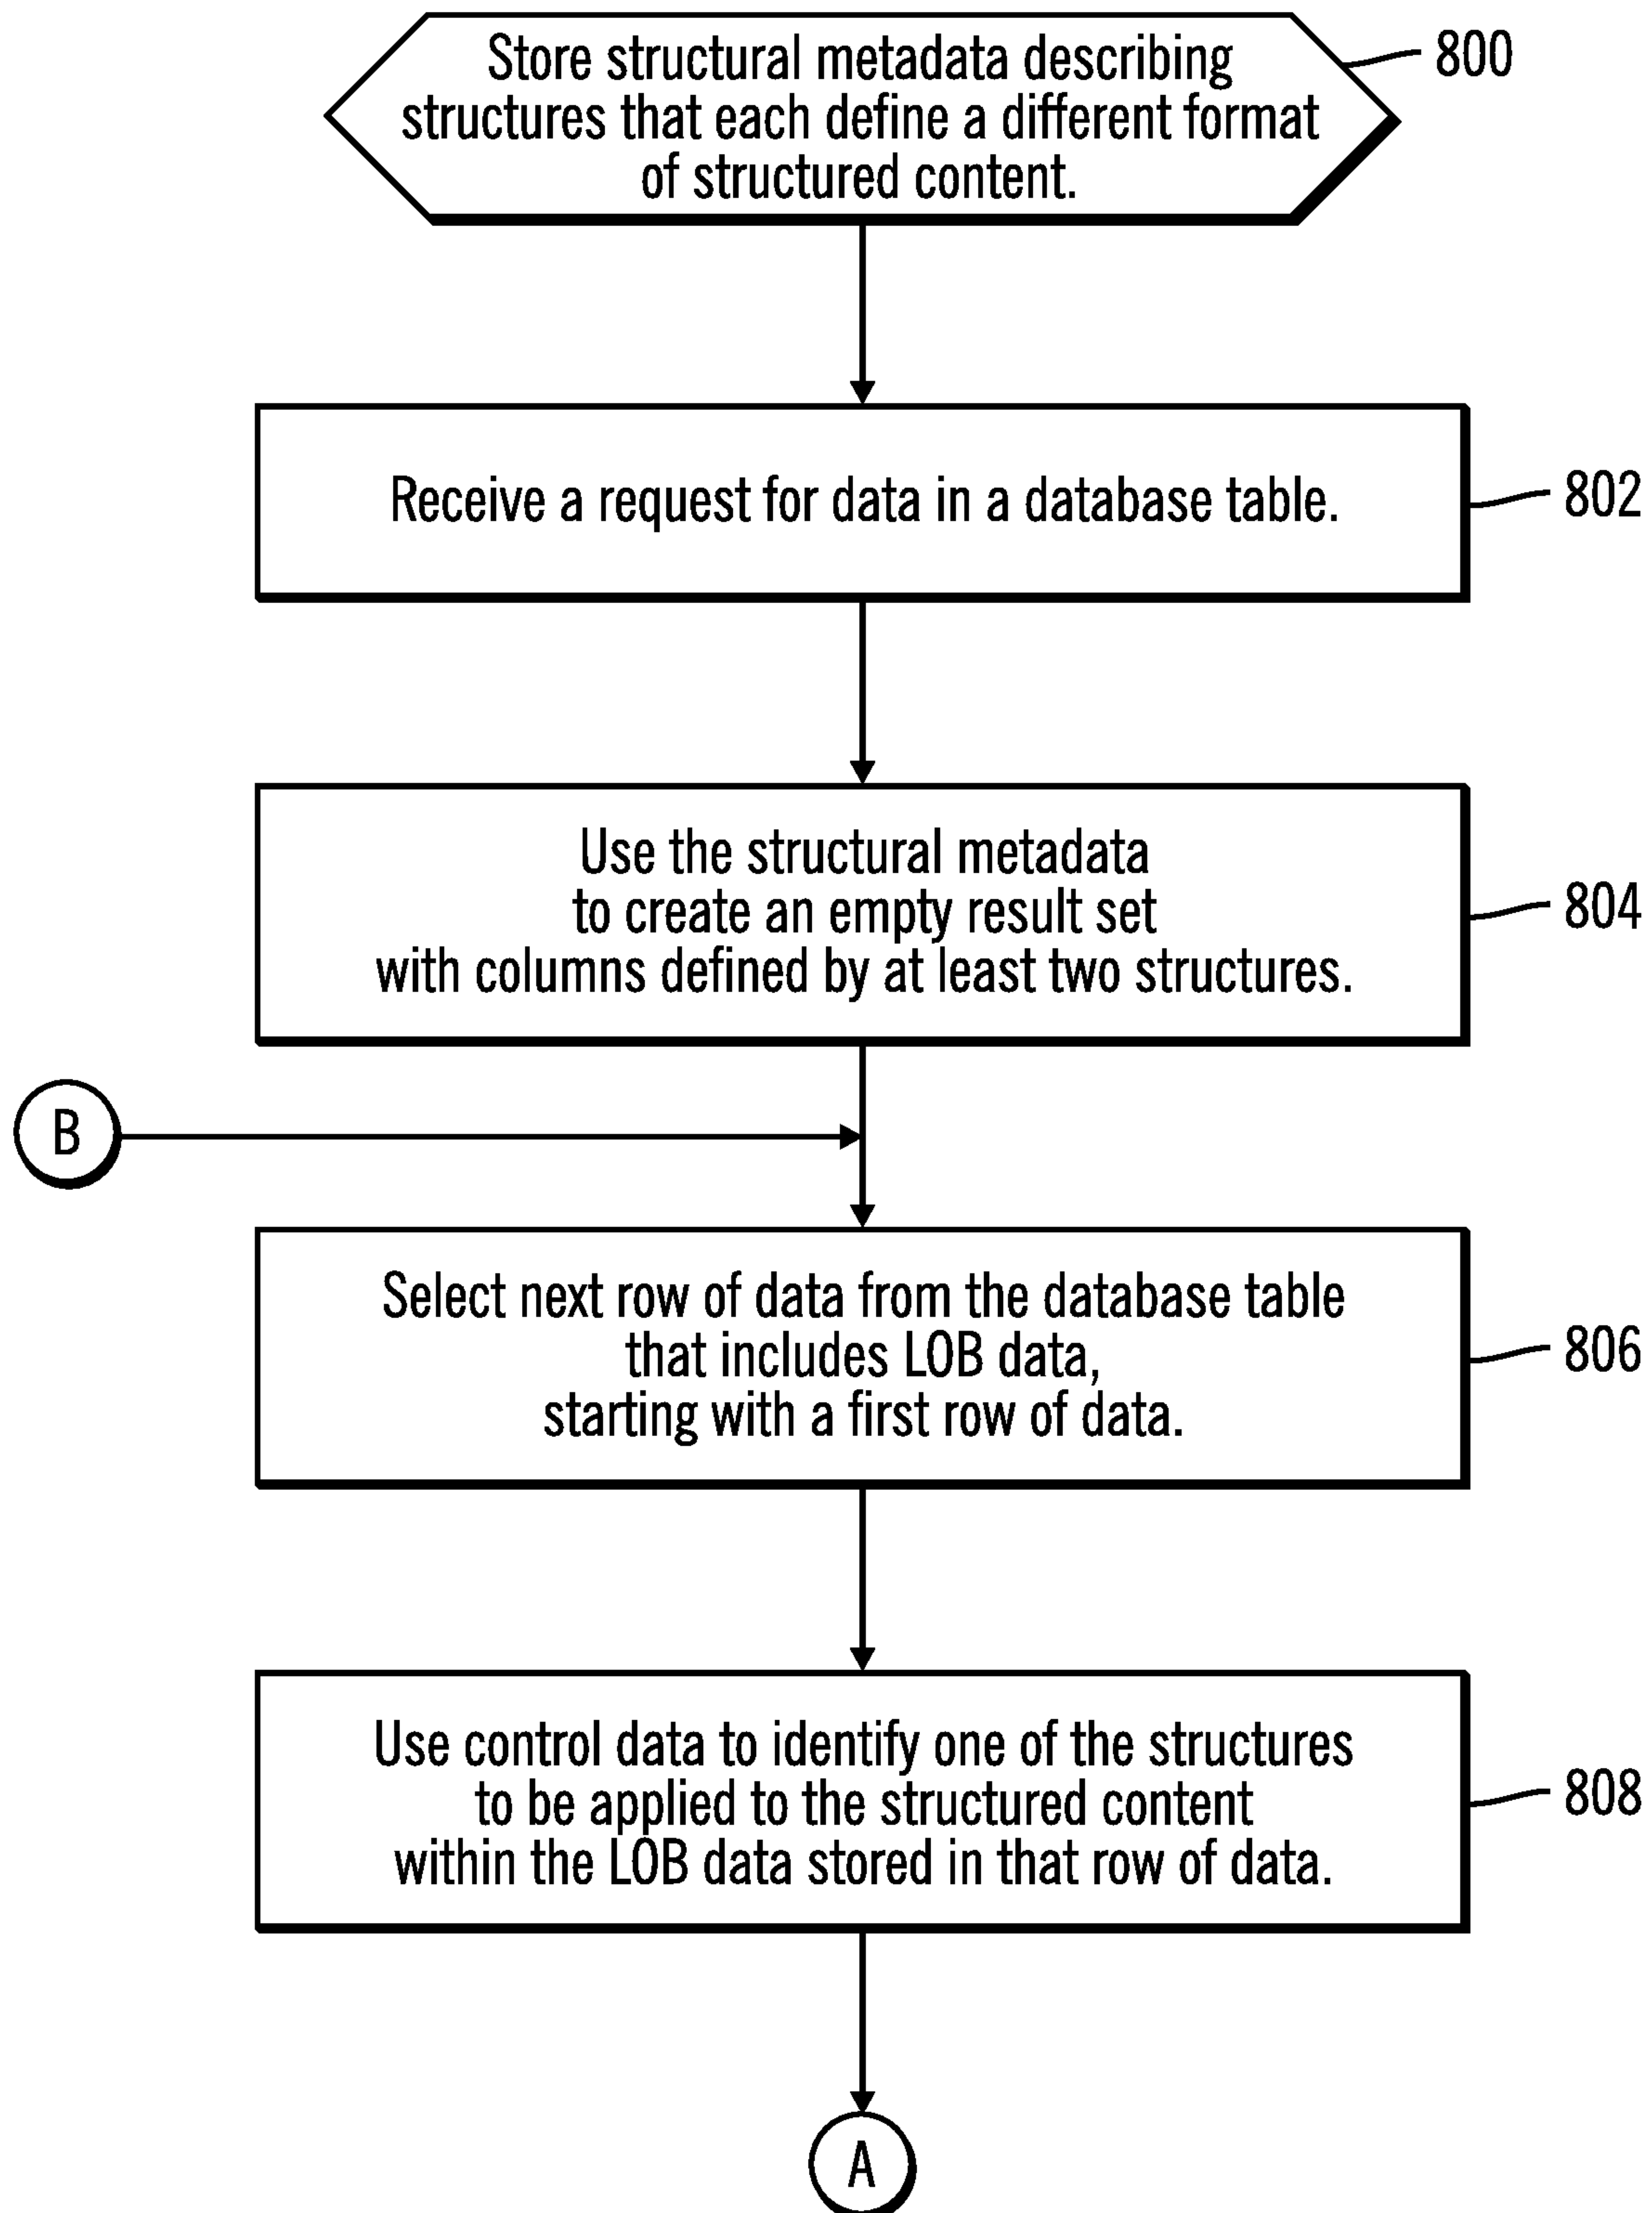 Store structural metadata describing
structures that each define a different format
of structured content.
800
Receive a request for data in a database table.
802
Use the structural metadata
to create an empty result set
with columns defined by at least two structures.
804
B
Select next row of data from the database table
that includes LOB data,
starting with a first row of data.
806
Use control data to identify one of the structures
to be applied to the structured content
within the LOB data stored in that row of data.
808
A